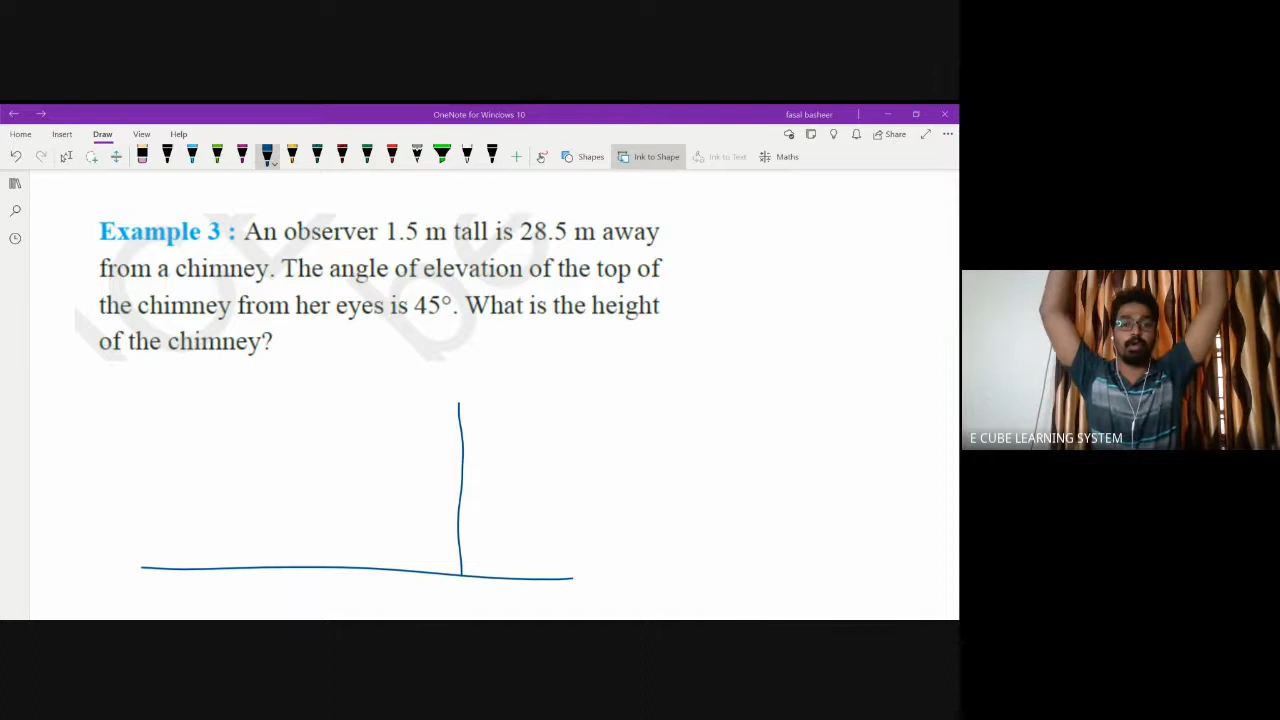 OneNote for Windows 10
fasal basheer
Home Insert Draw View Help
Share
Shapes Ink to Shape Ink to Text Maths
Example 3 : An observer 1.5 m tall is 28.5 m away
from a chimney. The angle of elevation of the top of
the chimney from her eyes is 45°. What is the height
of the chimney?
E CUBE LEARNING SYSTEM